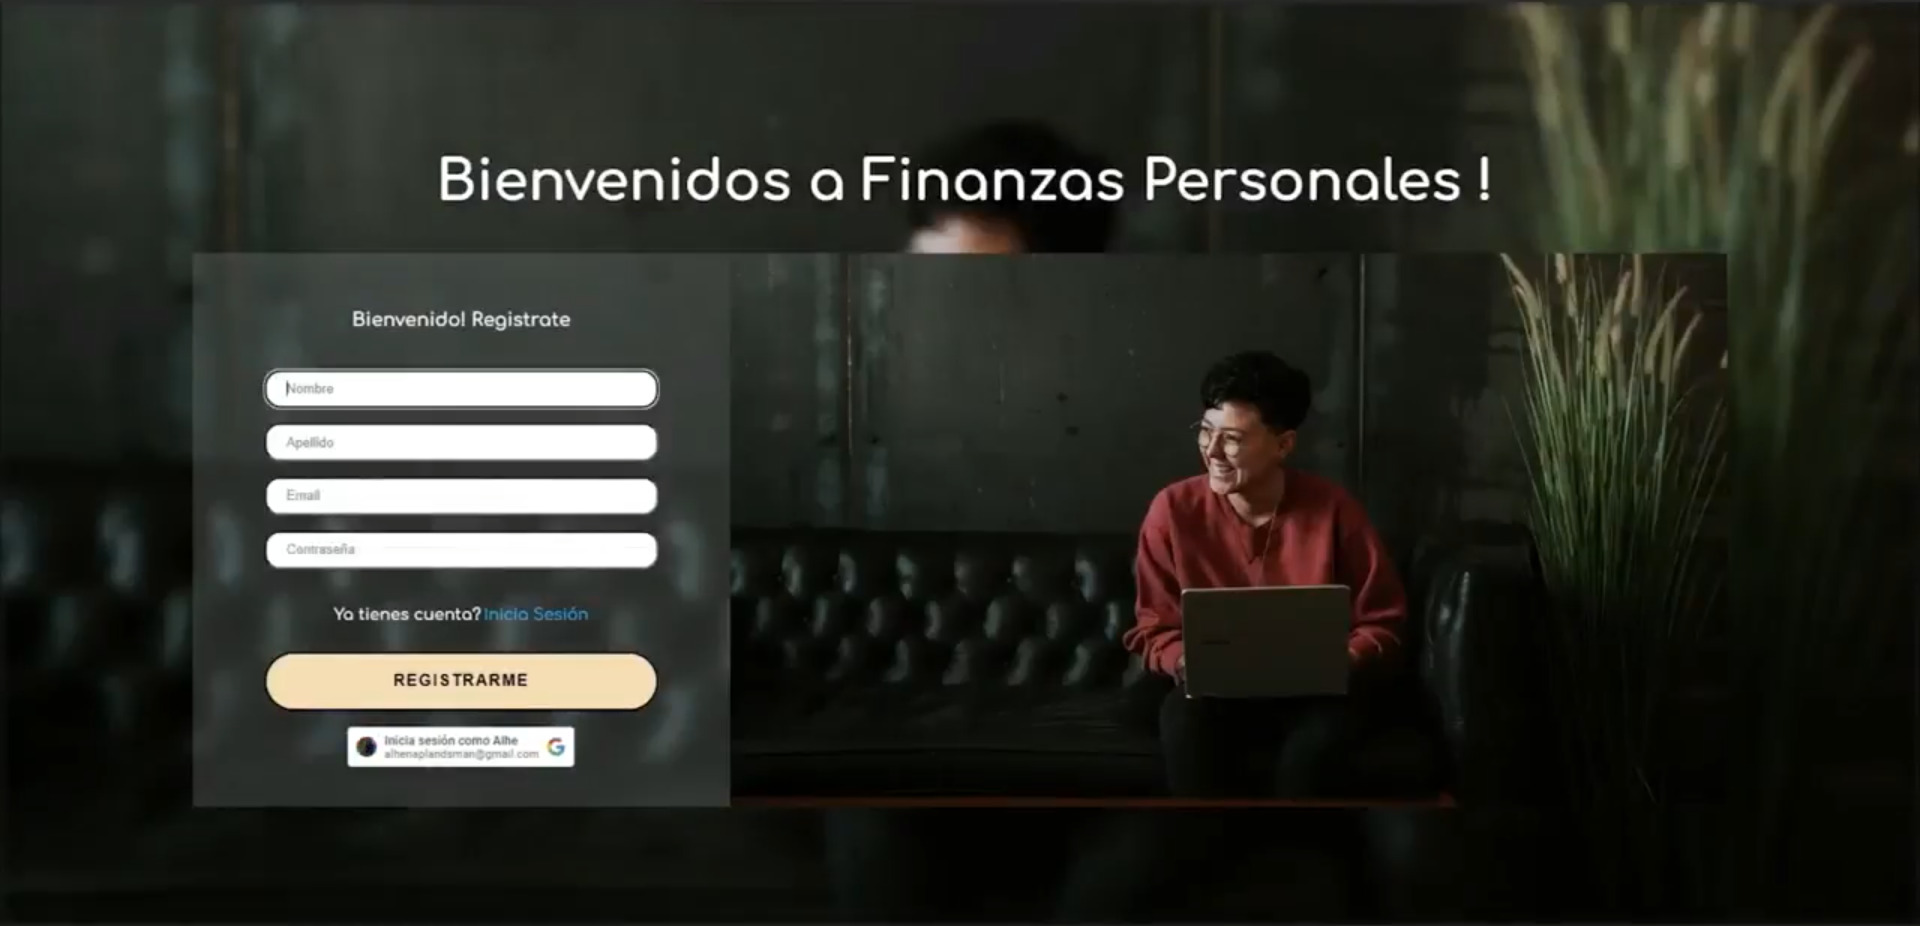 Bienvenidos a Finanzas Personales !
Bienvenido! Registrate
Nombre
Apellido
Email
Contraseña
Ya tienes cuenta? Inicia Sesión
REGISTRARME
Inicia sesión como Alhe
alhenaplandsman@gmail.com